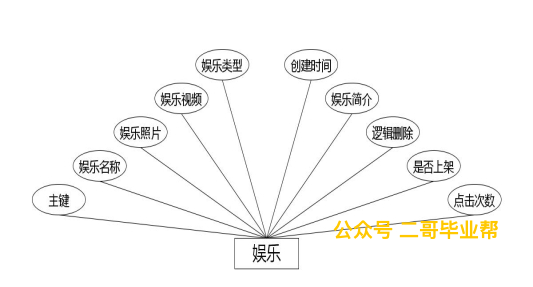 娱乐类型
创建时间
娱乐视频
娱乐简介
娱乐照片
逻辑删除
娱乐名称
是否上架
主键
点击次数
公众号 二哥毕业帮
娱乐